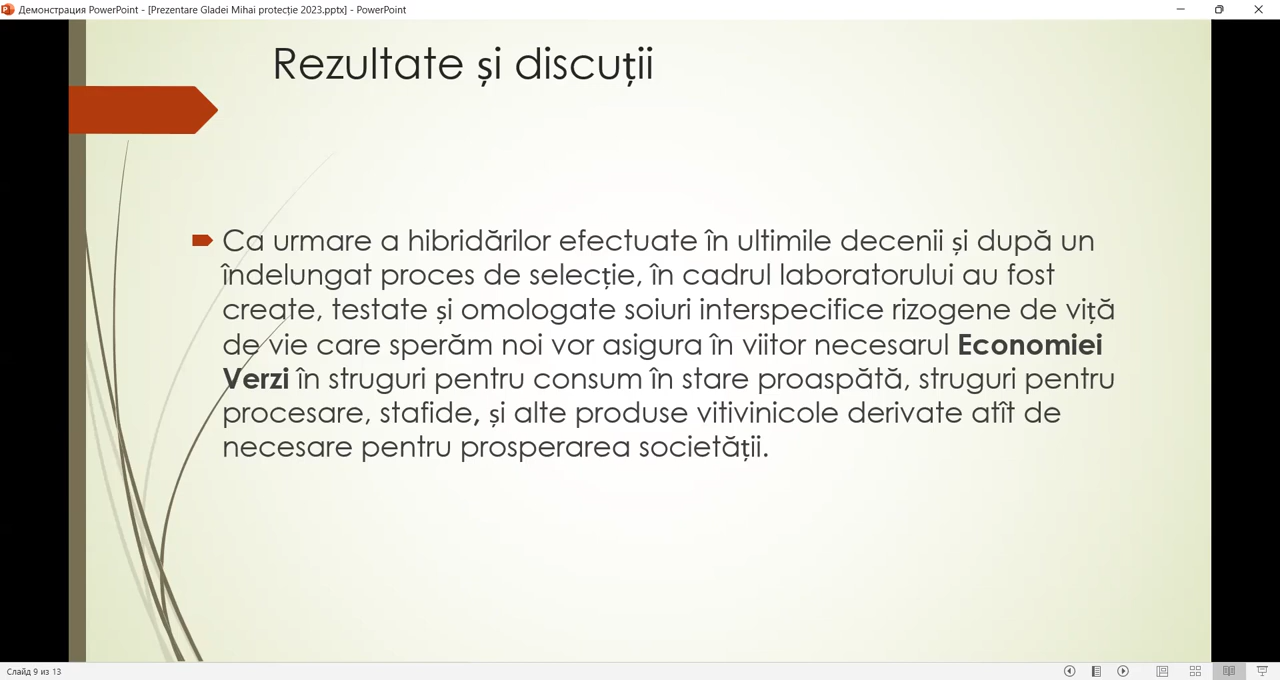 Демонстрация PowerPoint - [Prezentare Gladei Mihai protecție 2023.pptx] - PowerPoint
Rezultate și discuții
Ca urmare a hibridărilor efectuate în ultimile decenii și după un
îndelungat proces de selecție, în cadrul laboratorului au fost
create, testate și omologate soiuri interspecifice rizogene de viță
de vie care sperăm noi vor asigura în viitor necesarul Economiei
Verzi în struguri pentru consum în stare proaspătă, struguri pentru
procesare, stafide, și alte produse vitivinicole derivate atît de
necesare pentru prosperarea societății.
Слайд 9 из 13